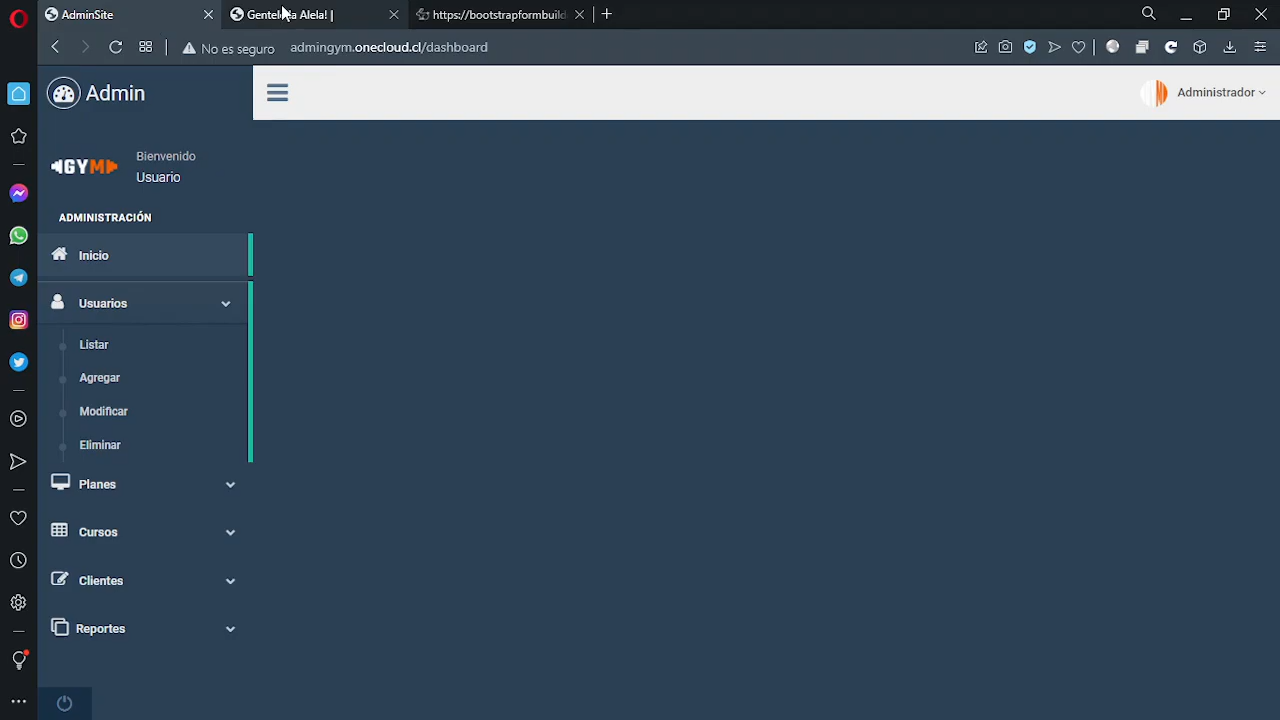 AdminSite
Gentelella Alela! |
https://bootstrapformbuild
No es seguro
admingym.onecloud.cl/dashboard
Admin
Administrador
GYM
Bienvenido
Usuario
ADMINISTRACIÓN
Inicio
Usuarios
Listar
Agregar
Modificar
Eliminar
Planes
Cursos
Clientes
Reportes